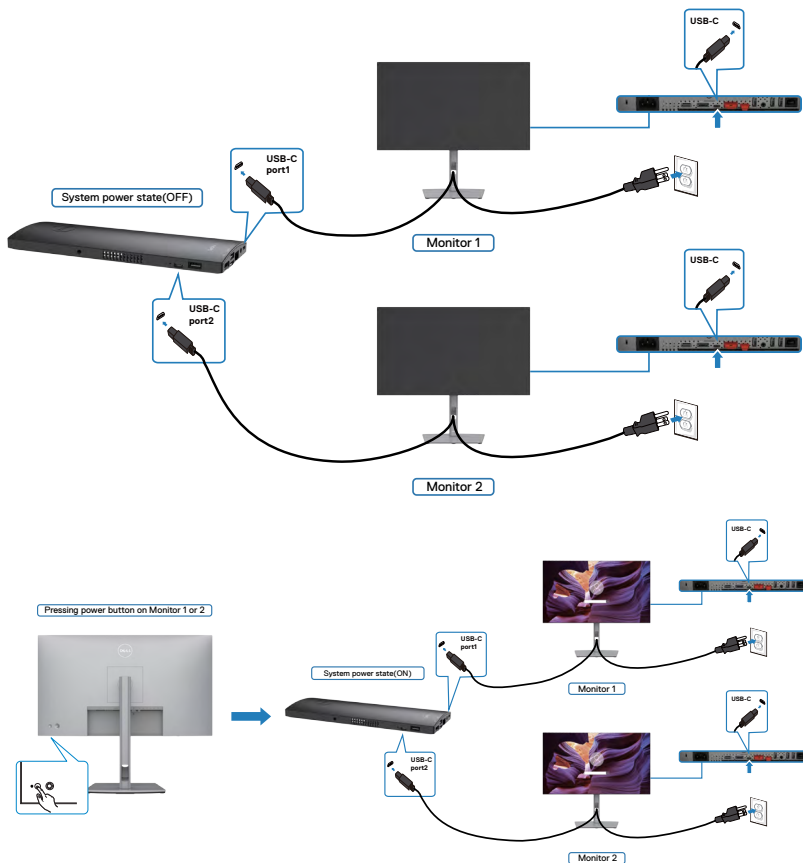 USB-C
USB-C
port1
System power state(OFF)
Monitor 1
USB-C
USB-C
port2
Monitor 2
USB-C
Pressing power button on Monitor 1 or 2
DELL
USB-C
port1
System power state(ON)
Monitor 1
USB-C
USB-C
port2
Monitor 2